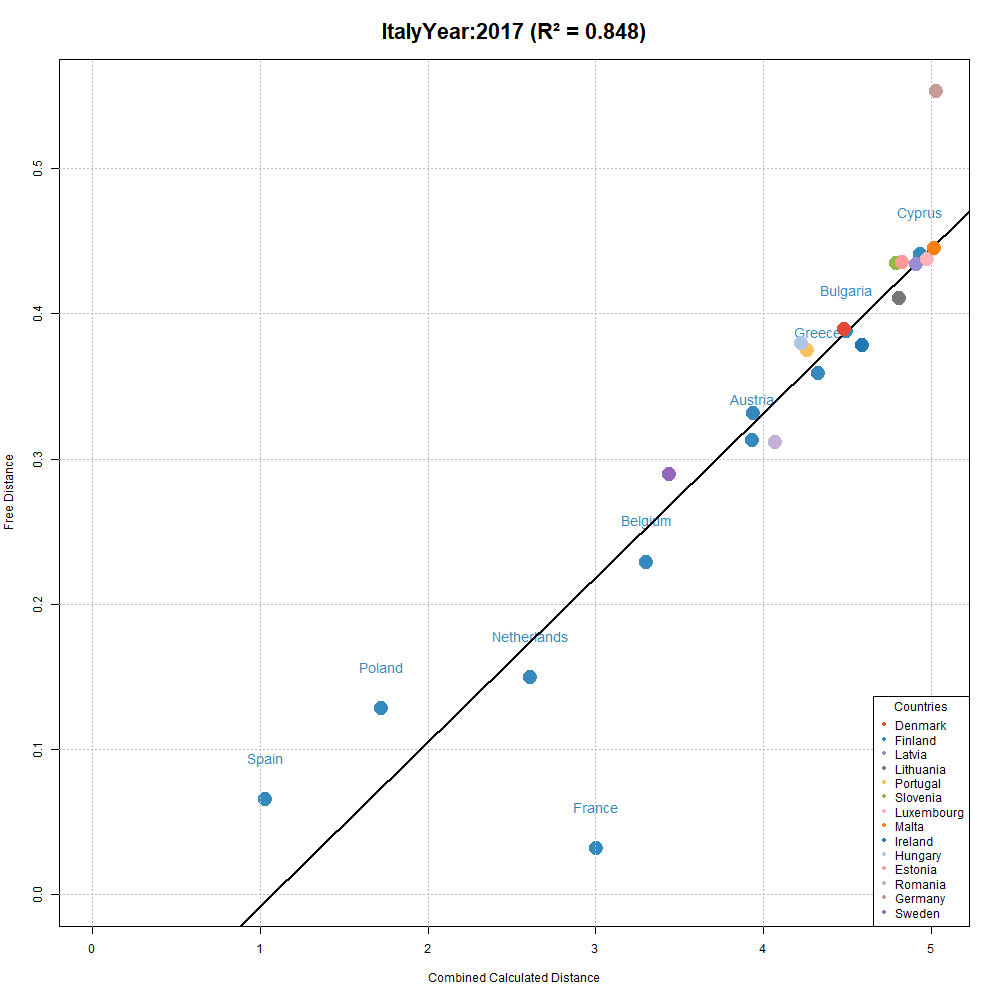 ItalyYear:2017 (R² = 0.848)
Free Distance
0.5
0.4
0.3
0.2
0.1
0.0
Cyprus
Bulgaria
Greece
Austria
Belgium
Netherlands
Poland
Spain
France
Countries
Denmark
Finland
Latvia
Lithuania
Portugal
Slovenia
Luxembourg
Malta
Ireland
Hungary
Estonia
Romania
Germany
Sweden
0 1 2 3 4 5
Combined Calculated Distance